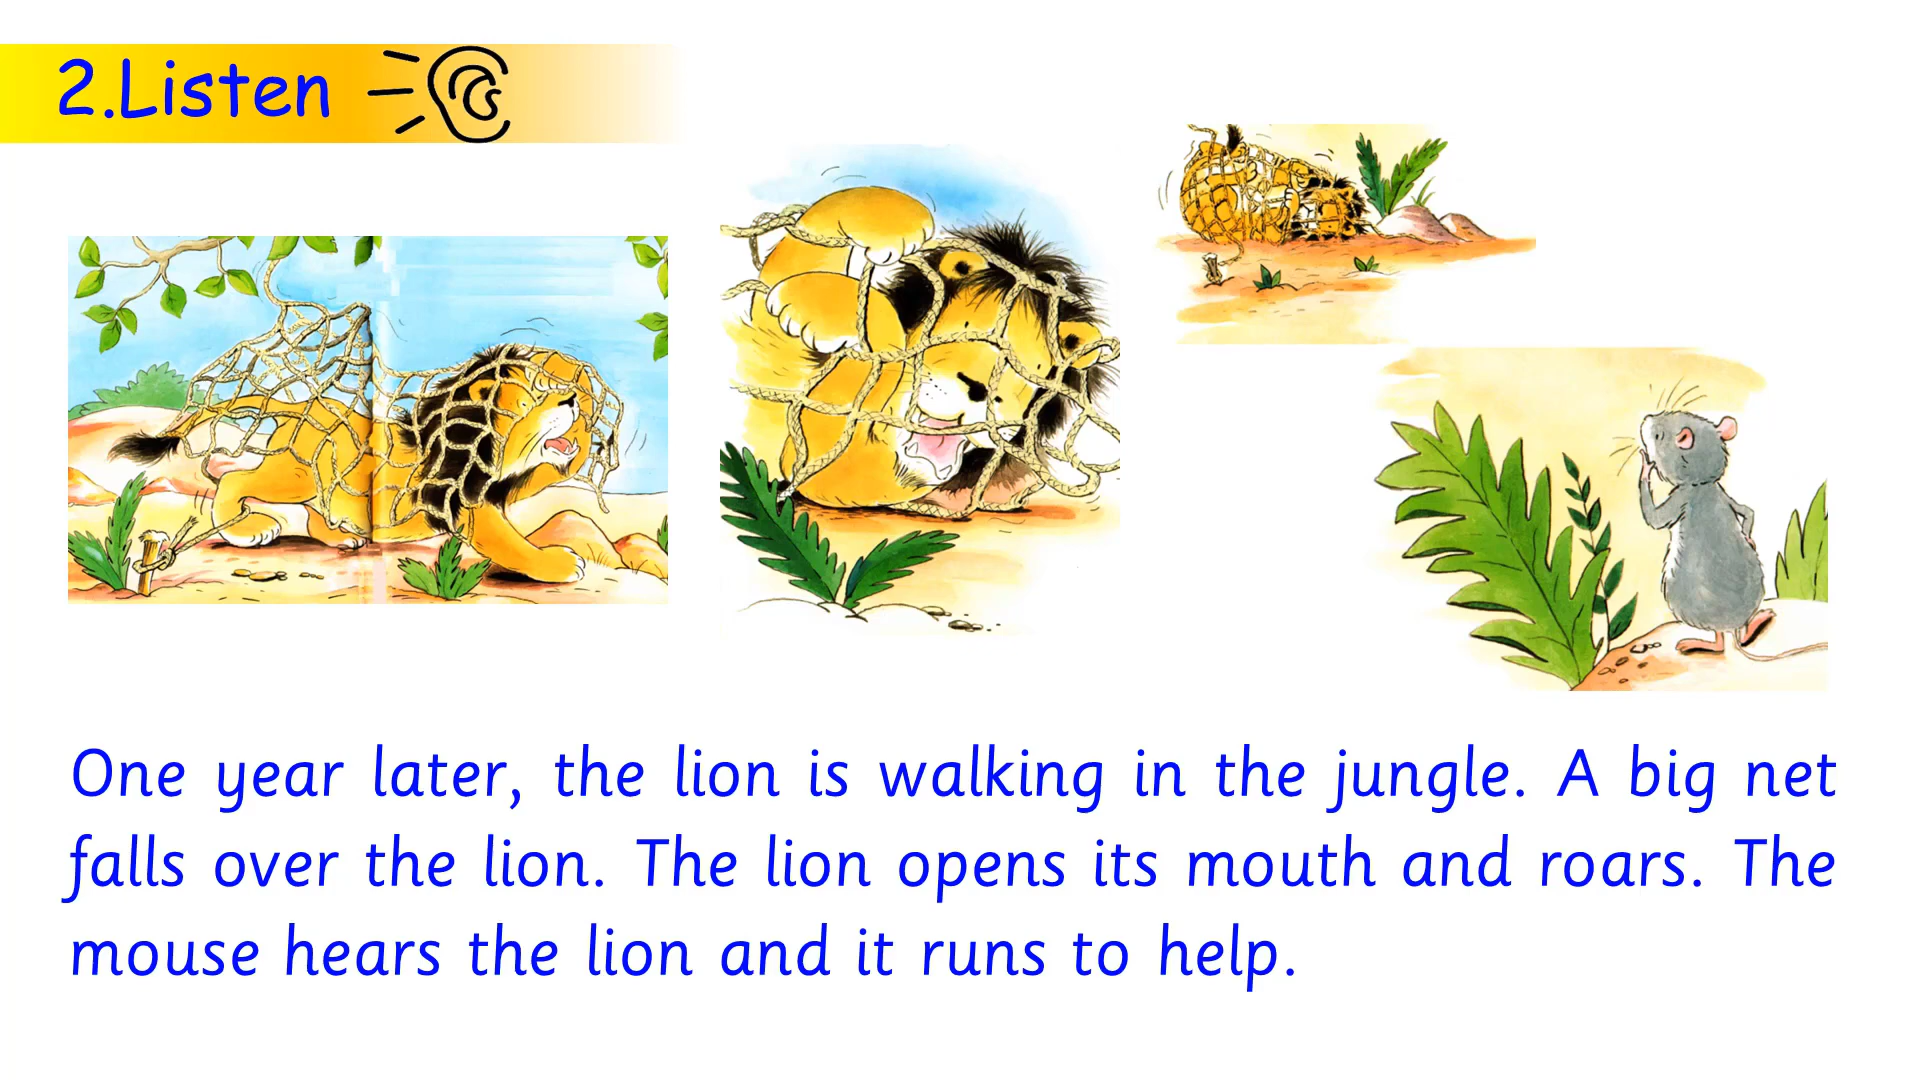 2.Listen
One year later, the lion is walking in the jungle. A big net
falls over the lion. The lion opens its mouth and roars. The
mouse hears the lion and it runs to help.